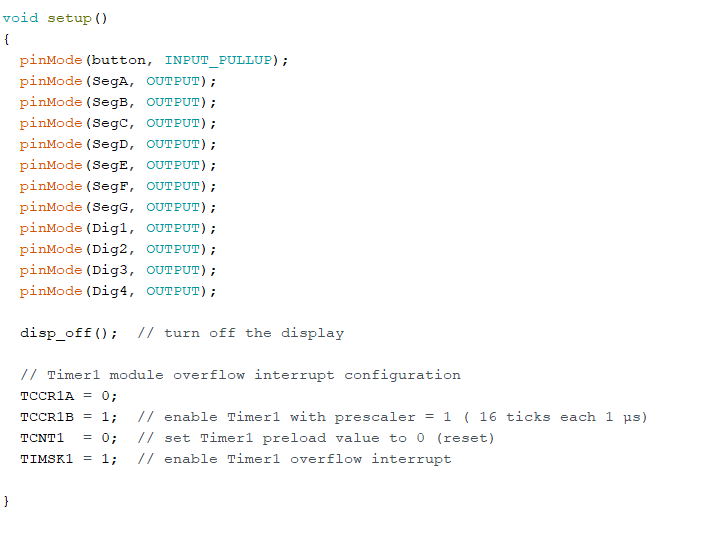 void setup()
{
  pinMode(button, INPUT_PULLUP);
  pinMode(SegA, OUTPUT);
  pinMode(SegB, OUTPUT);
  pinMode(SegC, OUTPUT);
  pinMode(SegD, OUTPUT);
  pinMode(SegE, OUTPUT);
  pinMode(SegF, OUTPUT);
  pinMode(SegG, OUTPUT);
  pinMode(Dig1, OUTPUT);
  pinMode(Dig2, OUTPUT);
  pinMode(Dig3, OUTPUT);
  pinMode(Dig4, OUTPUT);

  disp_off();  // turn off the display

  // Timer1 module overflow interrupt configuration
  TCCR1A = 0;
  TCCR1B = 1;  // enable Timer1 with prescaler = 1 ( 16 ticks each 1 µs)
  TCNT1  = 0;  // set Timer1 preload value to 0 (reset)
  TIMSK1 = 1;  // enable Timer1 overflow interrupt

}